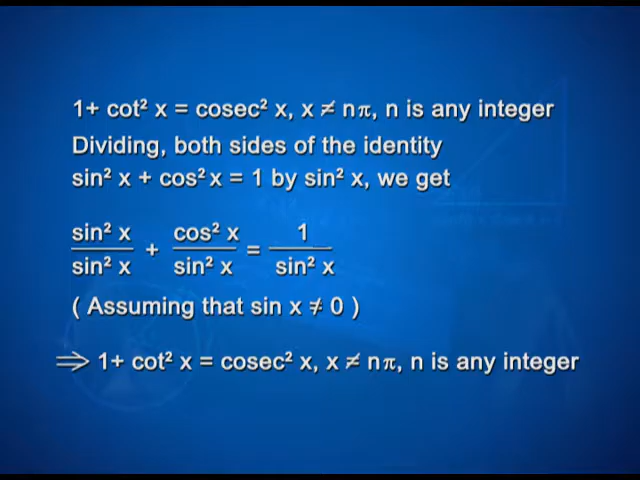 1+ cot² x = cosec² x, x ≠ nπ, n is any integer
Dividing, both sides of the identity
sin² x + cos² x = 1 by sin² x, we get
sin² x / sin² x + cos² x / sin² x = 1 / sin² x
( Assuming that sin x ≠ 0 )
⇒ 1+ cot² x = cosec² x, x ≠ nπ, n is any integer